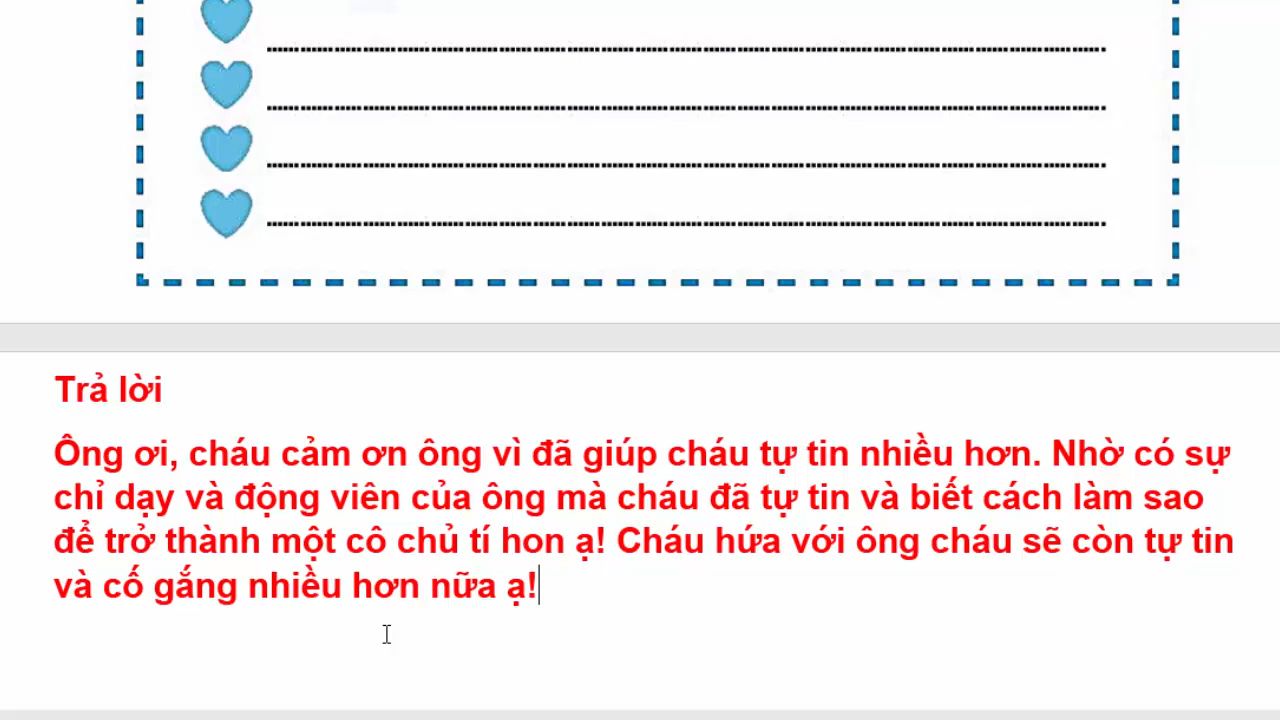 Trả lời
Ông ơi, cháu cảm ơn ông vì đã giúp cháu tự tin nhiều hơn. Nhờ có sự
chỉ dạy và động viên của ông mà cháu đã tự tin và biết cách làm sao
để trở thành một cô chủ tí hon ạ! Cháu hứa với ông cháu sẽ còn tự tin
và cố gắng nhiều hơn nữa ạ!